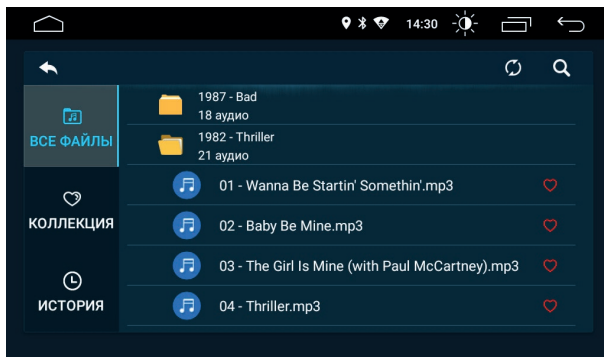 14:30
1987 - Bad
18 аудио
ВСЕ ФАЙЛЫ
1982 - Thriller
21 аудио
01 - Wanna Be Startin' Somethin'.mp3
КОЛЛЕКЦИЯ
02 - Baby Be Mine.mp3
03 - The Girl Is Mine (with Paul McCartney).mp3
ИСТОРИЯ
04 - Thriller.mp3